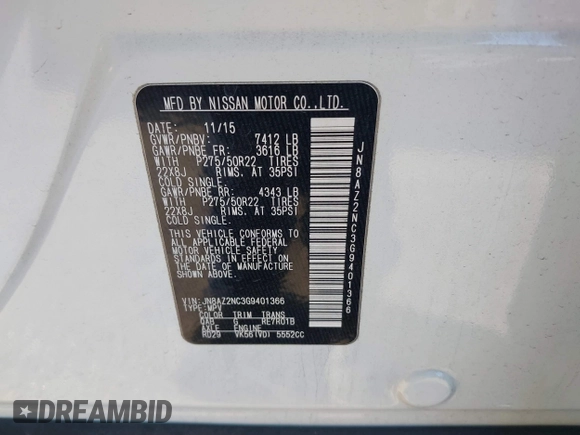 MFD BY NISSAN MOTOR CO.,LTD.
DATE: 11/15
GVWR/PNBV: 7412 LB
GAWR/PNBE FR: 3616 LB
WITH P275/50R22 TIRES
22X8J RIMS. AT 35PSI
COLD SINGLE.
GAWR/PNBE RR: 4343 LB
WITH P275/50R22 TIRES
22X8J RIMS. AT 35PSI
COLD SINGLE.
THIS VEHICLE CONFORMS TO
ALL APPLICABLE FEDERAL
MOTOR VEHICLE SAFETY
STANDARDS IN EFFECT ON
THE DATE OF MANUFACTURE
SHOWN ABOVE.
VIN: JN8AZ2NC3G9401366
TYPE: MPV
COLOR TRIM TRANS
QAB G RE7R01B
AXLE ENGINE
RD29 VK56(VD) 5552CC
JN8AZ2NC3G9401366
DREAMBID